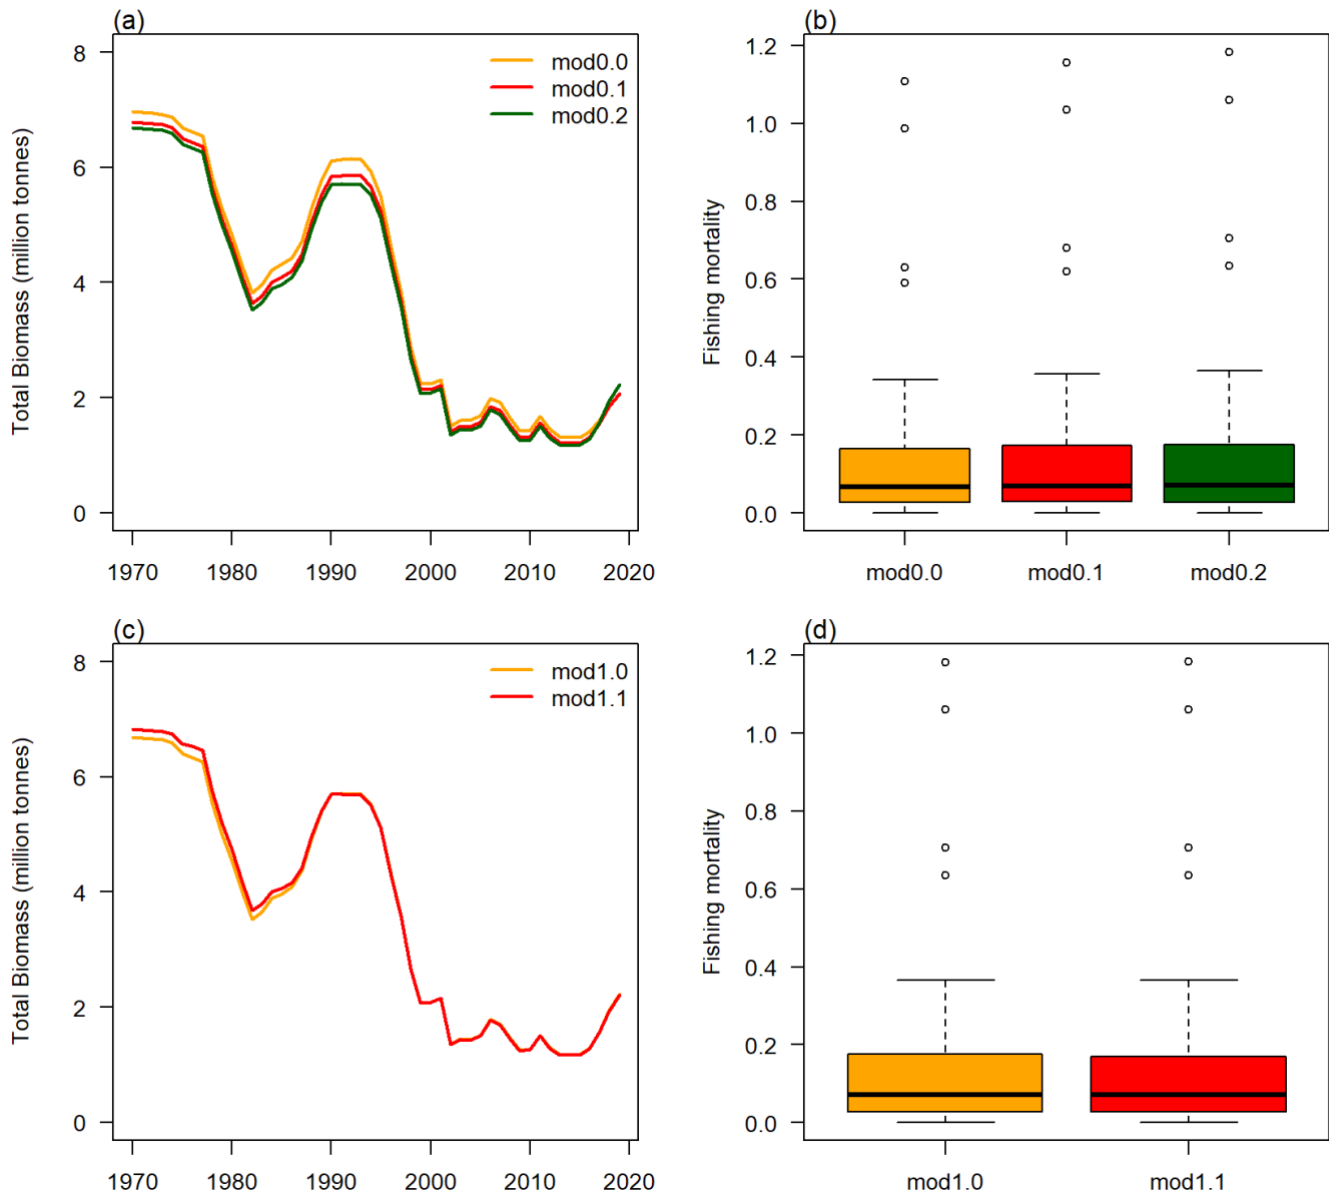 (a)
Total Biomass (million tonnes)
8
6
4
2
0
1970 1980 1990 2000 2010 2020
mod0.0
mod0.1
mod0.2
(b)
Fishing mortality
1.2
1.0
0.8
0.6
0.4
0.2
0.0
mod0.0 mod0.1 mod0.2
(c)
Total Biomass (million tonnes)
8
6
4
2
0
1970 1980 1990 2000 2010 2020
mod1.0
mod1.1
(d)
Fishing mortality
1.2
1.0
0.8
0.6
0.4
0.2
0.0
mod1.0 mod1.1